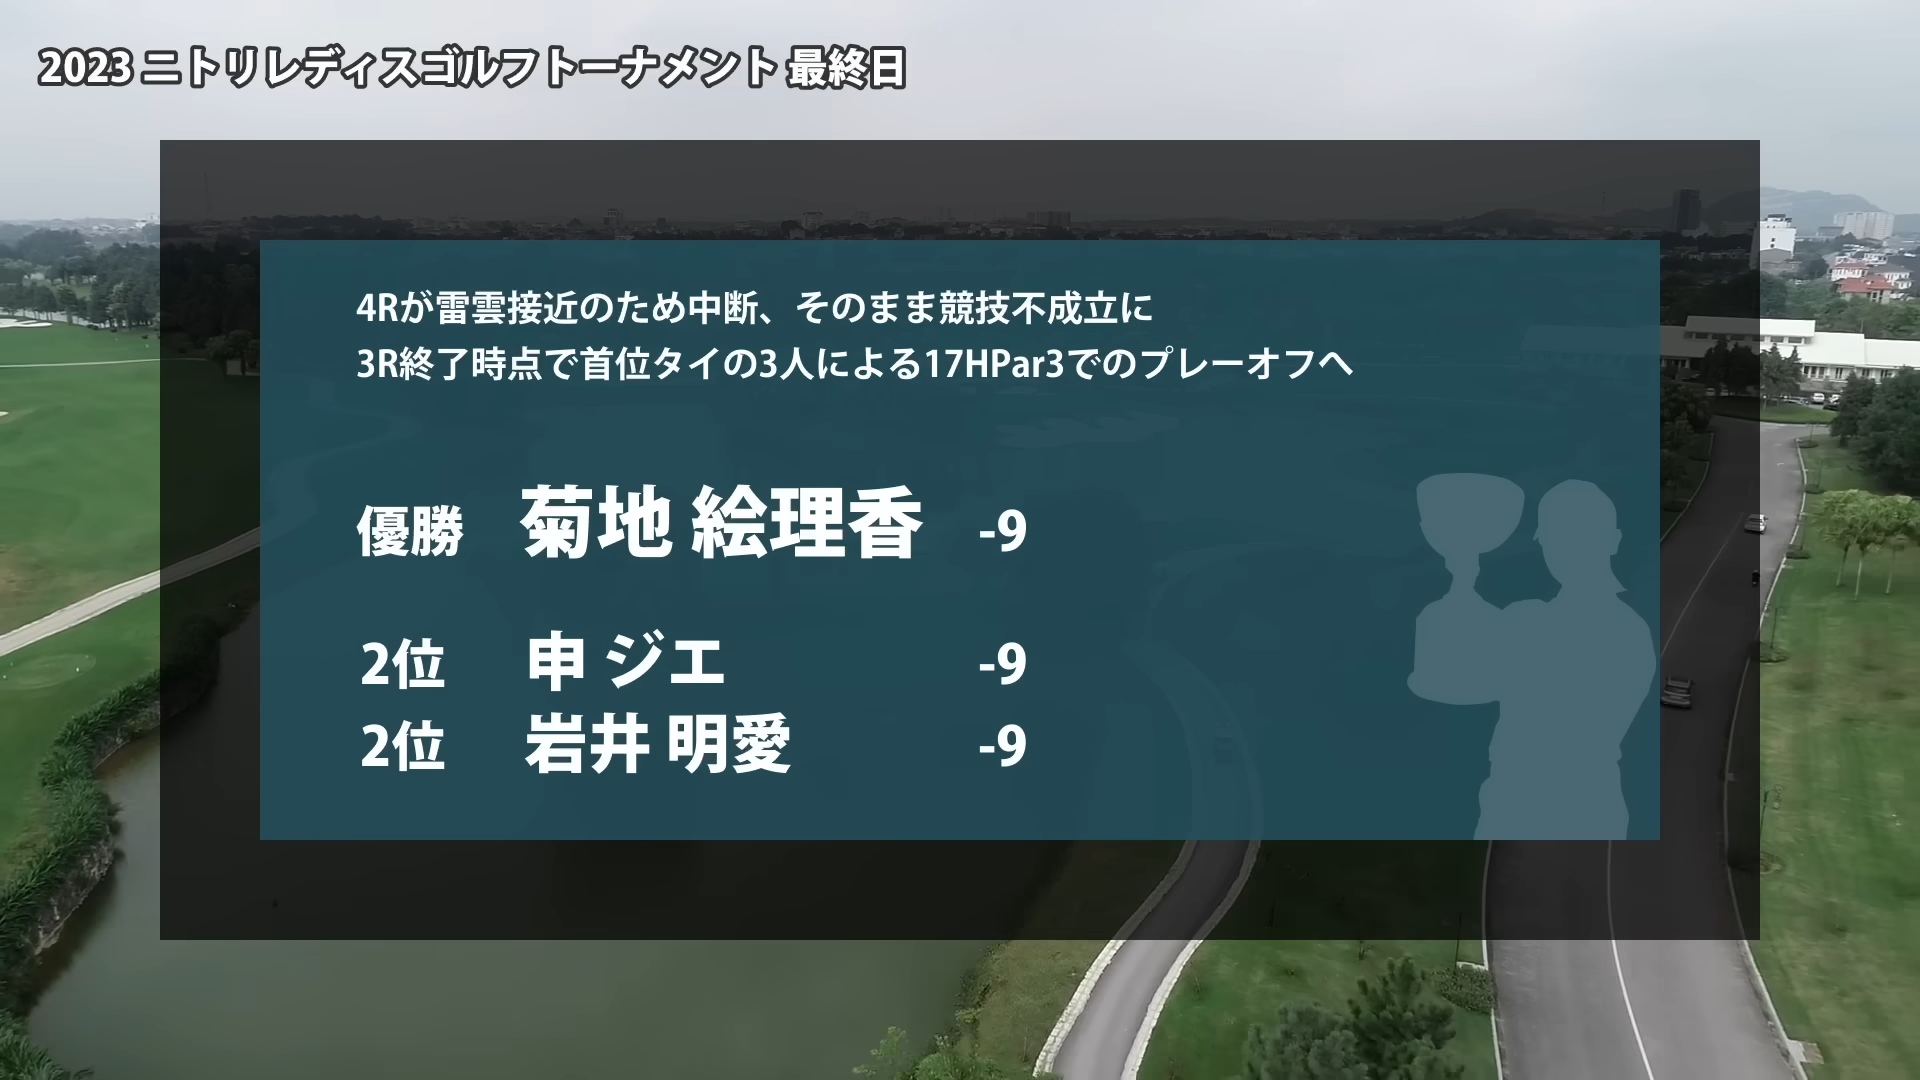 2023 ニトリレディスゴルフトーナメント 最終日
4Rが雷雲接近のため中断、そのまま競技不成立に
3R終了時点で首位タイの3人による17HPar3でのプレーオフへ
優勝 菊地 絵理香 -9
2位 申 ジエ -9
2位 岩井 明愛 -9